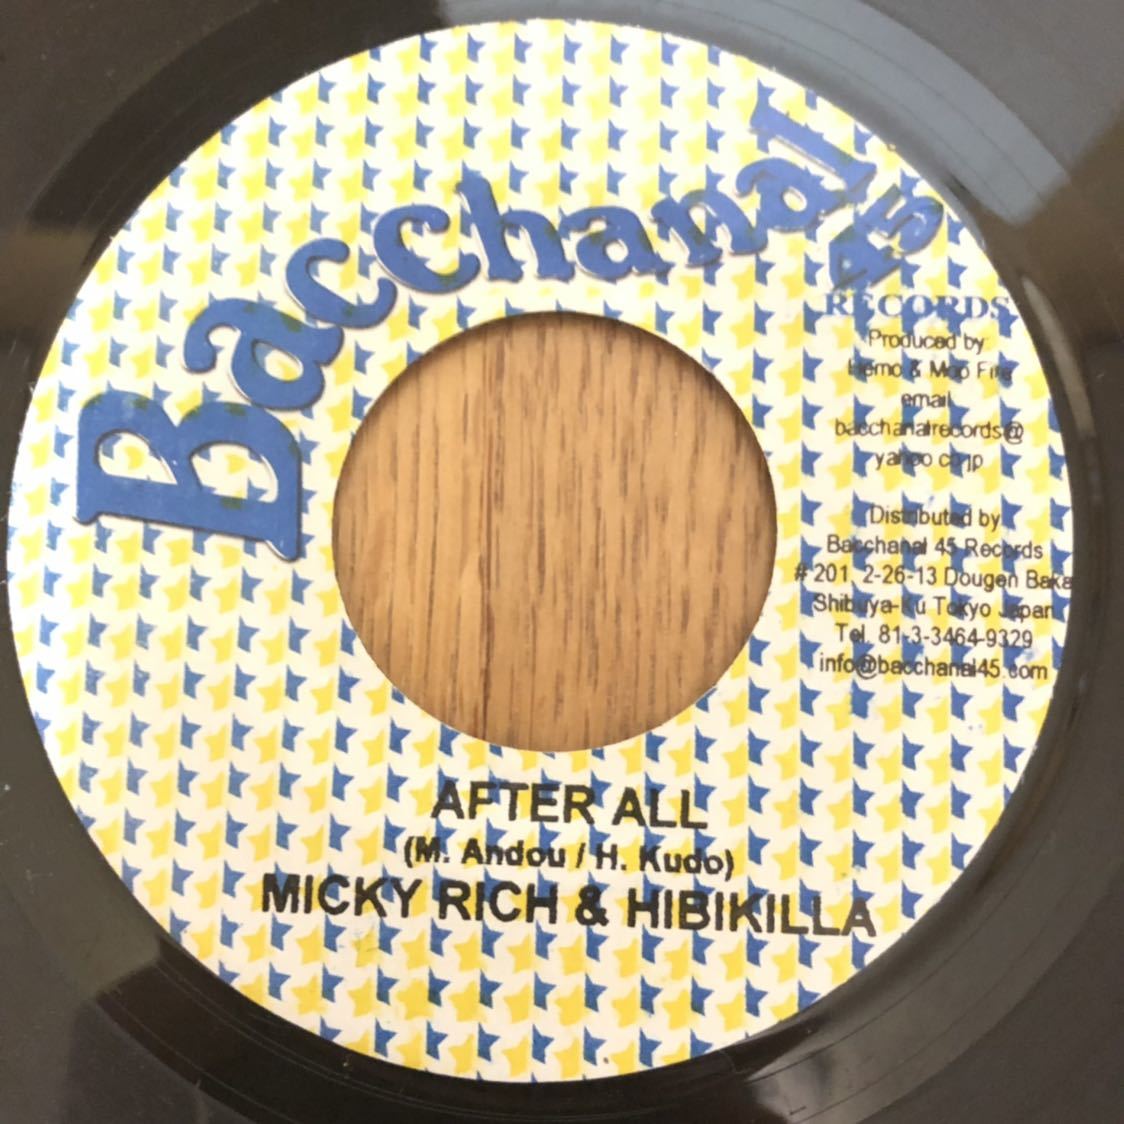 Bacchanal 45
RECORDS
Produced by
Hemo & Moo Fire
email
bacchanalrecords@
yahoo co jp
Distributed by
Bacchanal 45 Records
# 201, 2-26-13 Dougen Baka
Shibuya-Ku Tokyo Japan
Tel. 81-3-3464-9329
info@bacchanal45.com
AFTER ALL
(M. Andou / H. Kudo)
MICKY RICH & HIBIKILLA